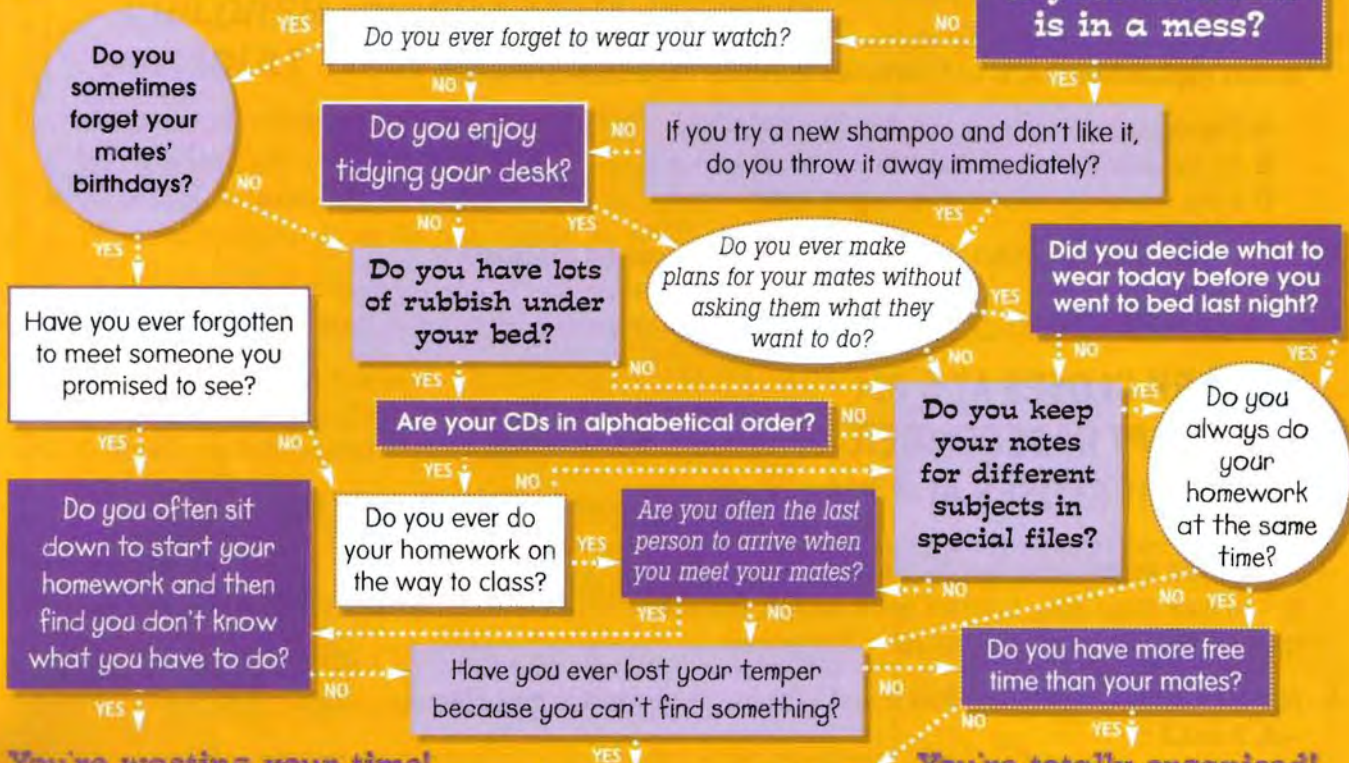 is in a mess?
YES
NO
Do you ever forget to wear your watch?
Do you
sometimes
forget your
mates'
birthdays?
NO
YES
Do you enjoy
tidying your desk?
NO
If you try a new shampoo and don't like it,
do you throw it away immediately?
NO
YES
NO
YES
YES
Do you have lots
of rubbish under
your bed?
Do you ever make
plans for your mates without
asking them what they
want to do?
YES
Did you decide what to
wear today before you
went to bed last night?
Have you ever forgotten
to meet someone you
promised to see?
YES
NO
NO
NO
YES
Are your CDs in alphabetical order?
NO
Do you keep
your notes
for different
subjects in
special files?
YES
Do you
always do
your
homework
at the same
time?
YES
NO
YES
NO
Do you often sit
down to start your
homework and then
find you don't know
what you have to do?
Do you ever do
your homework on
the way to class?
YES
Are you often the last
person to arrive when
you meet your mates?
NO
NO
YES
YES
NO
Have you ever lost your temper
because you can't find something?
NO
Do you have more free
time than your mates?
NO
YES
YES
NO
YES
You're wasting your time!
You're totally organised!